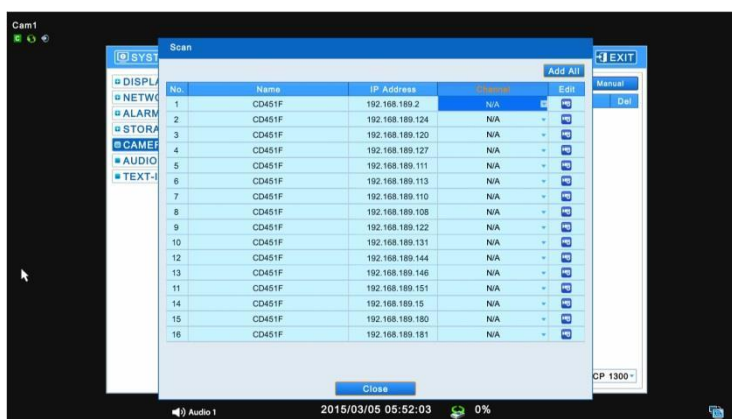 Cam1
Scan
SYST
EXIT
Add All
Manual
Del
DISPLA
NETWO
ALARM
STORA
CAMER
AUDIO
TEXT-I
No. Name IP Address Channel Edit
1 CD451F 192.168.189.2 N/A
2 CD451F 192.168.189.124 N/A
3 CD451F 192.168.189.120 N/A
4 CD451F 192.168.189.127 N/A
5 CD451F 192.168.189.111 N/A
6 CD451F 192.168.189.113 N/A
7 CD451F 192.168.189.110 N/A
8 CD451F 192.168.189.108 N/A
9 CD451F 192.168.189.122 N/A
10 CD451F 192.168.189.131 N/A
12 CD451F 192.168.189.144 N/A
13 CD451F 192.168.189.146 N/A
11 CD451F 192.168.189.151 N/A
14 CD451F 192.168.189.15 N/A
15 CD451F 192.168.189.180 N/A
16 CD451F 192.168.189.181 N/A
CP 1300
Close
Audio 1 2015/03/05 05:52:03 0%